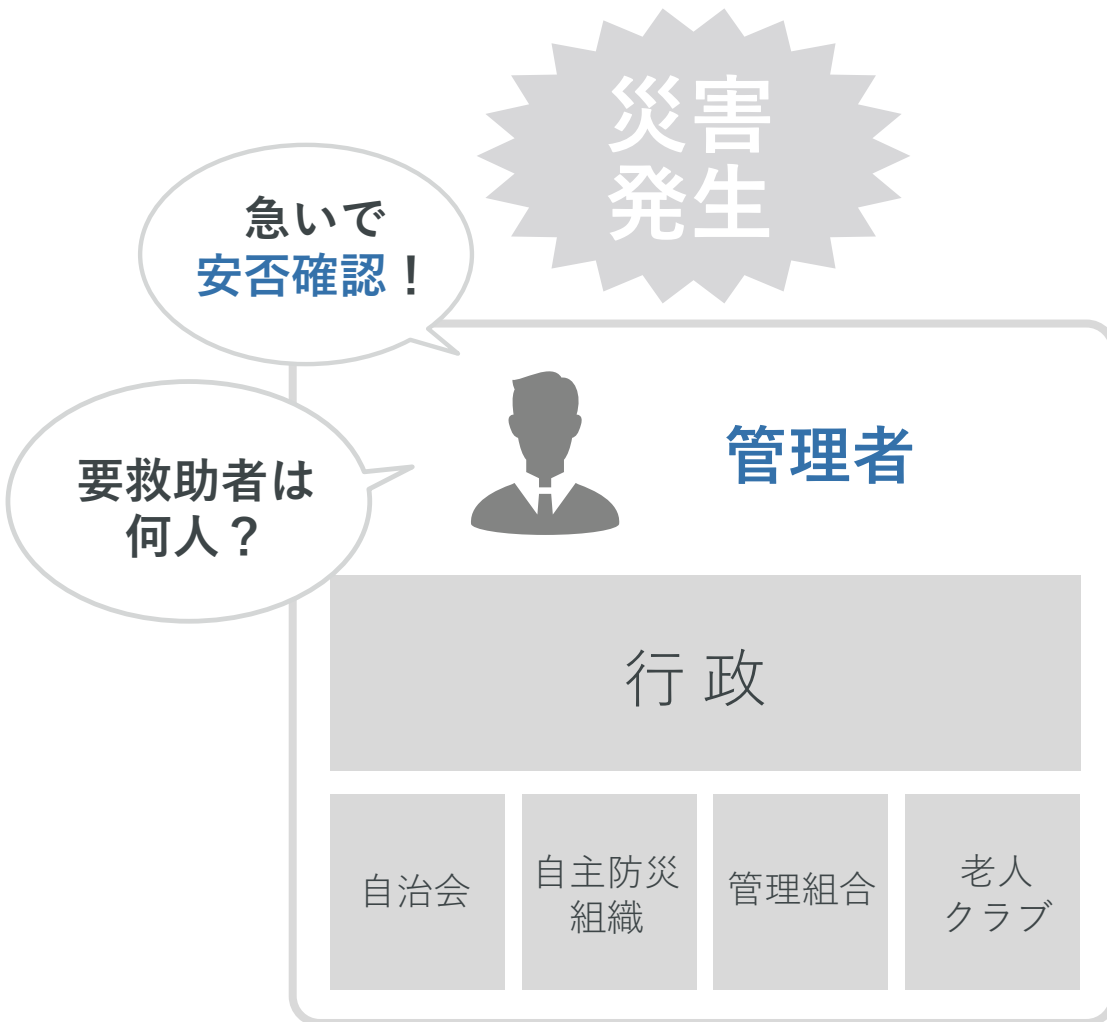 災害
発生
急いで
安否確認！
要救助者は
何人？
管理者
行政
自治会
自主防災
組織
管理組合
老人
クラブ